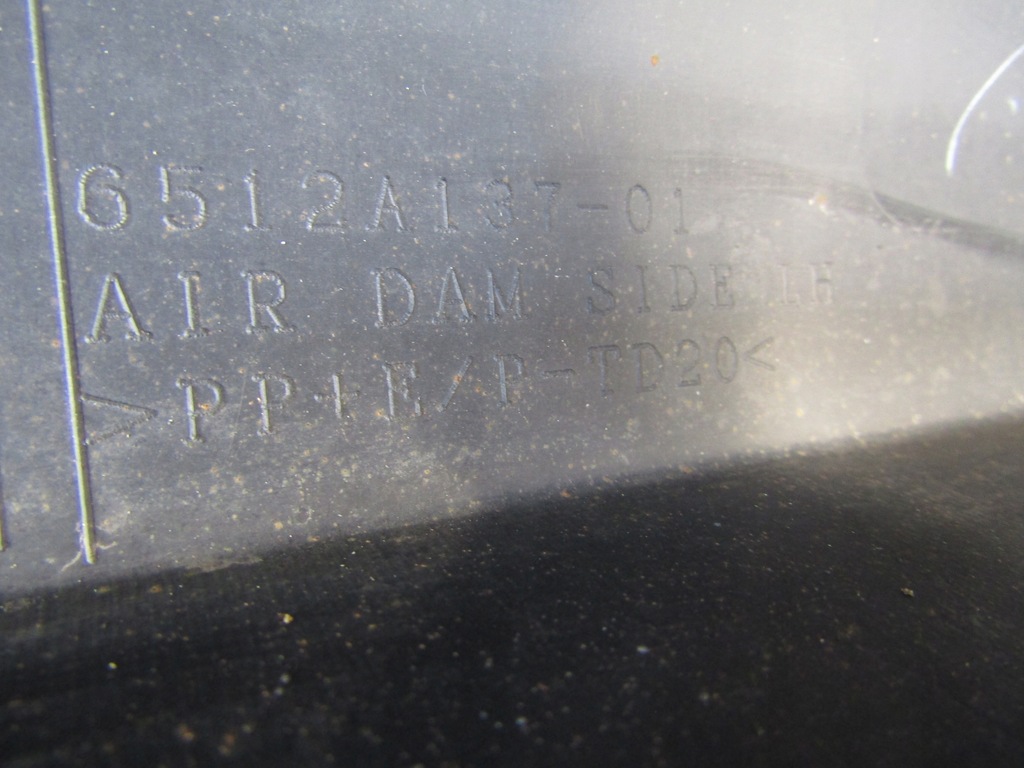 6512A137-01
AIR DAM SIDE LH
>PP+E/P-TD20<